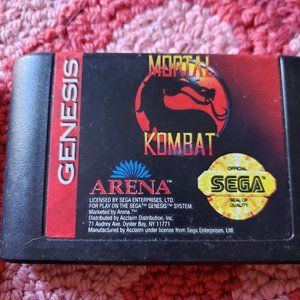 GENESIS
MORTAL
KOMBAT
ARENA™
OFFICIAL
SEGA
SEAL OF
QUALITY
LICENSED BY SEGA ENTERPRISES, LTD.
FOR PLAY ON THE SEGA™ GENESIS™ SYSTEM.
Marketed by Arena.™
Distributed by Acclaim Distribution, Inc.
71 Audrey Ave. Oyster Bay, NY 11771
Manufactured by Acclaim under license from Sega Enterprises Ltd.